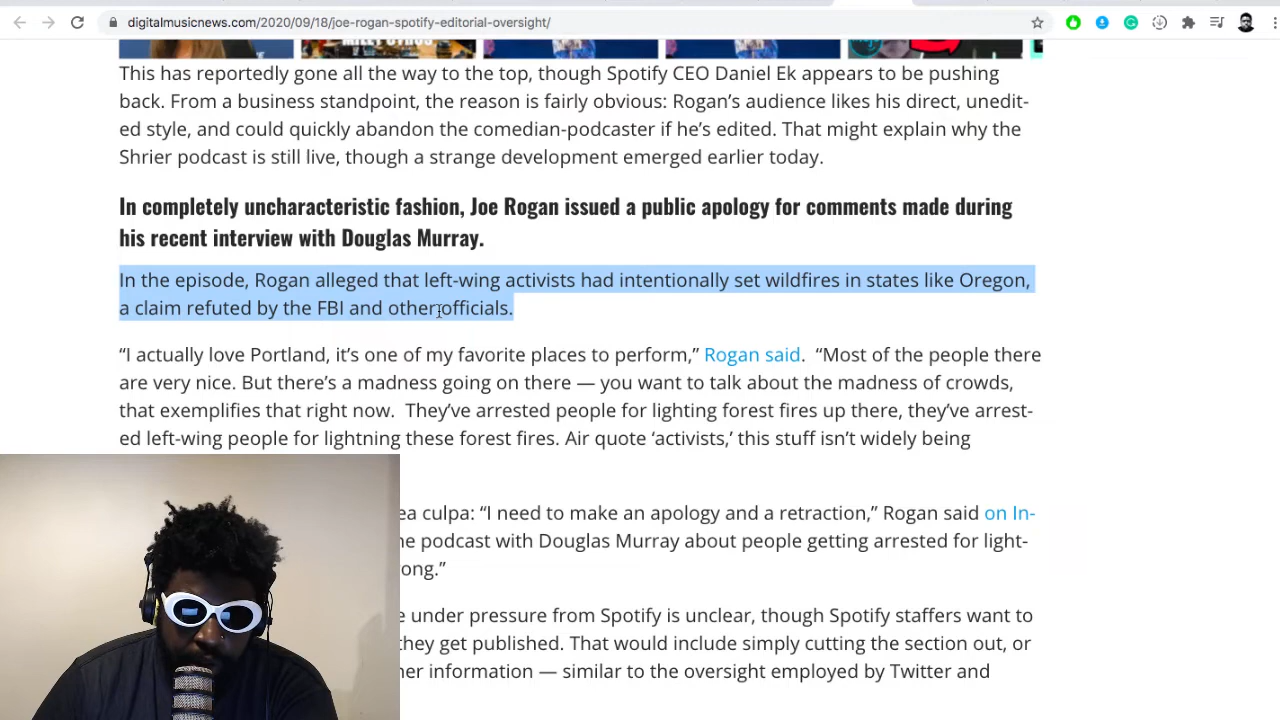 digitalmusicnews.com/2020/09/18/joe-rogan-spotify-editorial-oversight/
This has reportedly gone all the way to the top, though Spotify CEO Daniel Ek appears to be pushing
back. From a business standpoint, the reason is fairly obvious: Rogan’s audience likes his direct, unedit-
ed style, and could quickly abandon the comedian-podcaster if he’s edited. That might explain why the
Shrier podcast is still live, though a strange development emerged earlier today.
In completely uncharacteristic fashion, Joe Rogan issued a public apology for comments made during
his recent interview with Douglas Murray.
In the episode, Rogan alleged that left-wing activists had intentionally set wildfires in states like Oregon,
a claim refuted by the FBI and other officials.
“I actually love Portland, it’s one of my favorite places to perform,” Rogan said. “Most of the people there
are very nice. But there’s a madness going on there — you want to talk about the madness of crowds,
that exemplifies that right now. They’ve arrested people for lighting forest fires up there, they’ve arrest-
ed left-wing people for lightning these forest fires. Air quote ‘activists,’ this stuff isn’t widely being
ea culpa: “I need to make an apology and a retraction,” Rogan said on In-
e podcast with Douglas Murray about people getting arrested for light-
ong.”
e under pressure from Spotify is unclear, though Spotify staffers want to
they get published. That would include simply cutting the section out, or
er information — similar to the oversight employed by Twitter and